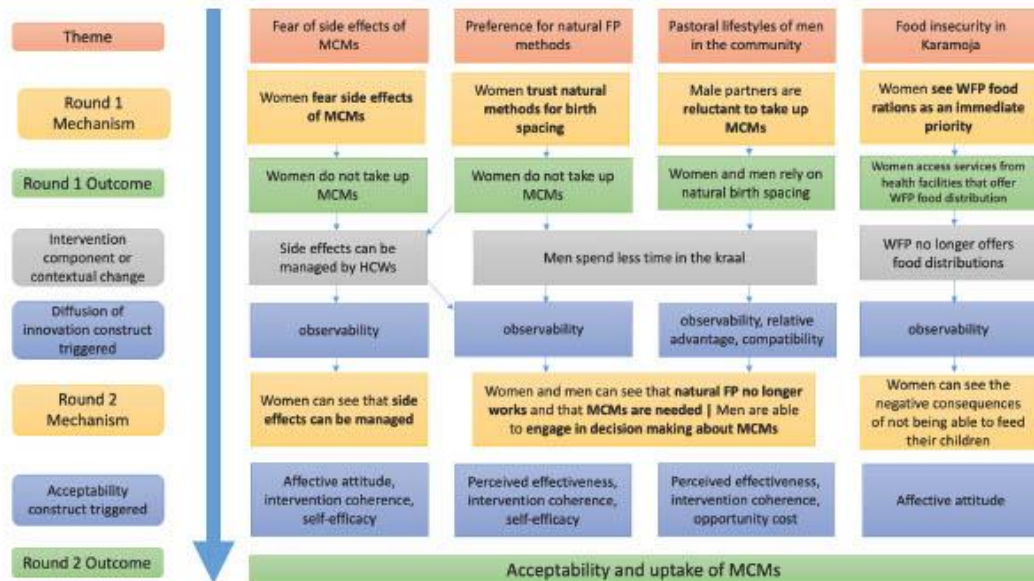 Theme
Fear of side effects of
MCMs
Preference for natural FP
methods
Pastoral lifestyles of men
in the community
Food insecurity in
Karamoja
Round 1
Mechanism
Women fear side effects
of MCMs
Women trust natural
methods for birth
spacing
Male partners are
reluctant to take up
MCMs
Women see WFP food
rations as an immediate
priority
Round 1 Outcome
Women do not take up
MCMs
Women do not take up
MCMs
Women and men rely on
natural birth spacing
Women access services from
health facilities that offer
WFP food distribution
Intervention
component or
contextual change
Side effects can be
managed by HCWs
Men spend less time in the kraal
WFP no longer offers
food distributions
Diffusion of
innovation construct
triggered
observability
observability
observability, relative
advantage, compatibility
observability
Round 2
Mechanism
Women can see that side
effects can be managed
Women and men can see that natural FP no longer
works and that MCMs are needed | Men are able
to engage in decision making about MCMs
Women can see the
negative consequences
of not being able to feed
their children
Acceptability
construct triggered
Affective attitude,
intervention coherence,
self-efficacy
Perceived effectiveness,
intervention coherence,
self-efficacy
Perceived effectiveness,
intervention coherence,
opportunity cost
Affective attitude
Round 2 Outcome
Acceptability and uptake of MCMs